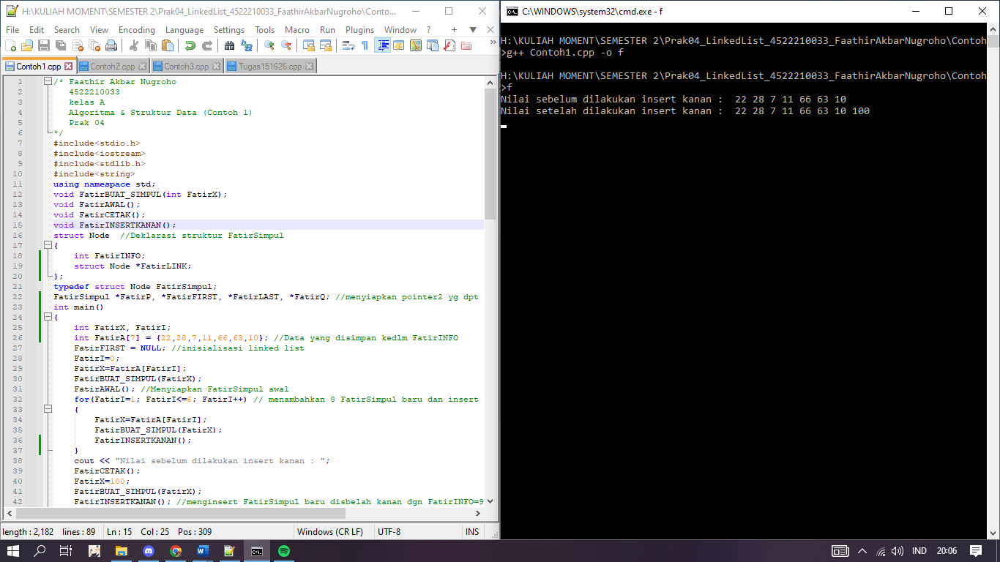 H:\KULIAH MOMENT\SEMESTER 2\Prak04_LinkedList_4522210033_FaathirAkbarNugroho\Conto...
File Edit Search View Encoding Language Settings Tools Macro Run Plugins Window ? + ▼ ✕
Contoh1.cpp Contoh2.cpp Contoh3.cpp Tugas151626.cpp
1 /* Faathir Akbar Nugroho
2 4522210033
3 kelas A
4 Algoritma & Struktur Data (Contoh 1)
5 Prak 04
6 */
7 #include<stdio.h>
8 #include<iostream>
9 #include<stdlib.h>
10 #include<string>
11 using namespace std;
12 void FatirBUAT_SIMPUL(int FatirX);
13 void FatirAWAL();
14 void FatirCETAK();
15 void FatirINSERTKANAN();
16 struct Node //Deklarasi struktur FatirSimpul
17 {
18 int FatirINFO;
19 struct Node *FatirLINK;
20 };
21 typedef struct Node FatirSimpul;
22 FatirSimpul *FatirP, *FatirFIRST, *FatirLAST, *FatirQ; //menyiapkan pointer2 yg dpt
23 int main()
24 {
25 int FatirX, FatirI;
26 int FatirA[7] = {22,28,7,11,66,63,10}; //Data yang disimpan kedlm FatirINFO
27 FatirFIRST = NULL; //inisialisasi linked list
28 FatirI=0;
29 FatirX=FatirA[FatirI];
30 FatirBUAT_SIMPUL(FatirX);
31 FatirAWAL(); //Menyiapkan FatirSimpul awal
32 for(FatirI=1; FatirI<=6; FatirI++) // menambahkan 8 FatirSimpul baru dan insert
33 {
34 FatirX=FatirA[FatirI];
35 FatirBUAT_SIMPUL(FatirX);
36 FatirINSERTKANAN();
37 }
38 cout << "Nilai sebelum dilakukan insert kanan : ";
39 FatirCETAK();
40 FatirX=100;
41 FatirBUAT_SIMPUL(FatirX);
42 FatirINSERTKANAN(); //menginsert FatirSimpul baru disbelah kanan dgn FatirINFO=9
length : 2,182 lines : 89 Ln : 15 Col : 25 Pos : 309 Windows (CR LF) UTF-8 INS
C:\WINDOWS\system32\cmd.exe - f
H:\KULIAH MOMENT\SEMESTER 2\Prak04_LinkedList_4522210033_FaathirAkbarNugroho\Contoh
>g++ Contoh1.cpp -o f
H:\KULIAH MOMENT\SEMESTER 2\Prak04_LinkedList_4522210033_FaathirAkbarNugroho\Contoh
>f
Nilai sebelum dilakukan insert kanan : 22 28 7 11 66 63 10
Nilai setelah dilakukan insert kanan : 22 28 7 11 66 63 10 100
IND 20:06